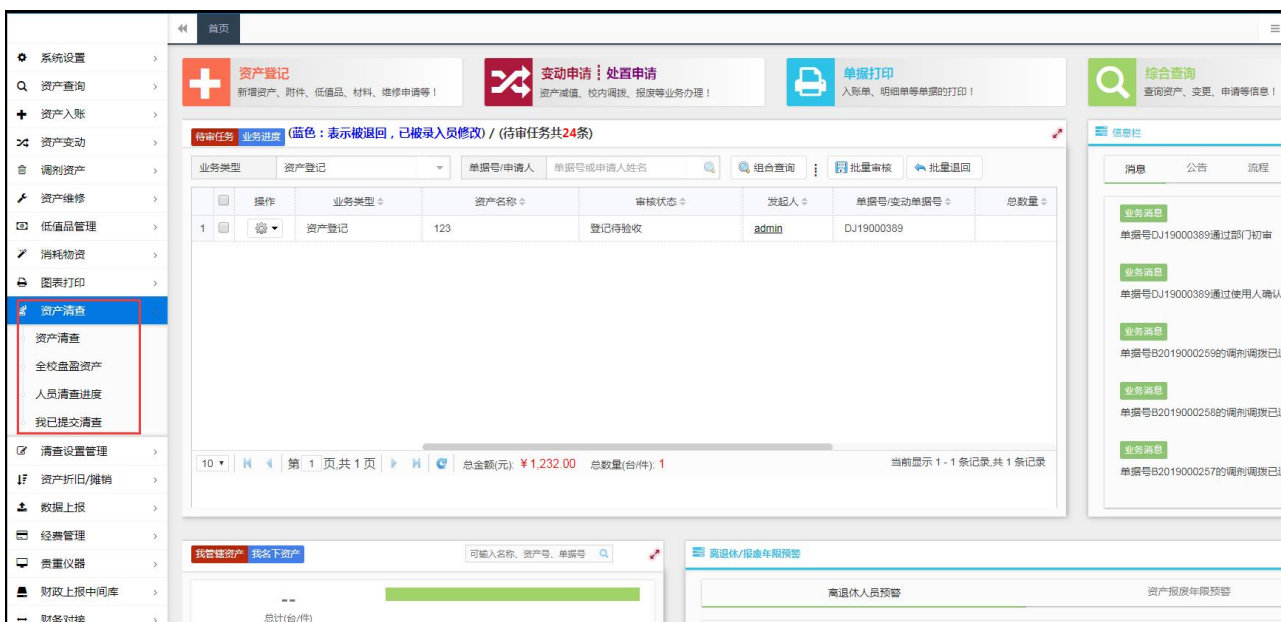 首页
系统设置
资产查询
资产入账
资产变动
调剂资产
资产维修
低值品管理
消耗物资
图表打印
资产清查
资产清查
全校盘盈资产
人员清查进度
我已提交清查
清查设置管理
资产折旧/摊销
数据上报
经费管理
贵重仪器
财政上报中间库
财务对接
资产登记
新增资产、附件、低值品、材料、维修申请等！
变动申请 处置申请
资产减值、校内调拨、报废等业务办理！
单据打印
入账单、明细单等单据的打印！
综合查询
查询资产、变更、申请等信息！
待审任务 业务进度 (蓝色：表示被退回，已被录入员修改) / (待审任务共24条)
业务类型 资产登记 单据号/申请人 单据号或申请人姓名 组合查询 批量审核 批量退回
操作 业务类型 资产名称 审核状态 发起人 单据号/变动单据号 总数量
1 资产登记 123 登记待验收 admin DJ19000389
10 第 1 页,共 1 页 总金额(元): ¥1,232.00 总数量(台/件): 1 当前显示 1 - 1 条记录,共 1 条记录
信息栏
消息 公告 流程
业务消息
单据号DJ19000389通过部门初审
业务消息
单据号DJ19000389通过使用人确认
业务消息
单据号B2019000259的调剂调拨已
业务消息
单据号B2019000258的调剂调拨已
业务消息
单据号B2019000257的调剂调拨已
我管辖资产 我名下资产 可输入名称、资产号、单据号
--
总计(台/件)
离退休/报废年限预警
离退休人员预警 资产报废年限预警